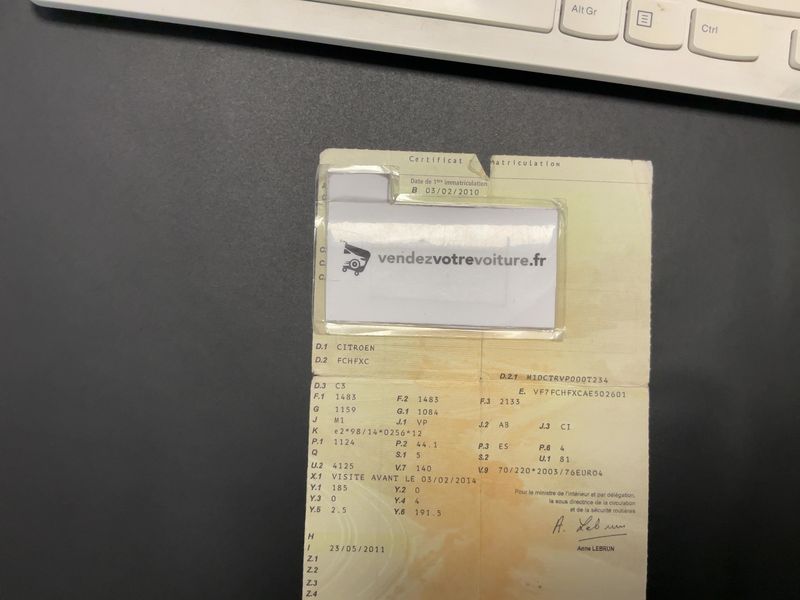 Alt Gr
Ctrl
Certificat matriculation
Date de 1ère immatriculation
B 03/02/2010
vendezvotrevoiture.fr
D.1 CITROEN
D.2 FCHFXC
D.2.1 M10CTRVP000T234
D.3 C3 E. VF7FCHFXCAE502601
F.1 1483 F.2 1483 F.3 2133
G 1159 G.1 1084
J M1 J.1 VP J.2 AB J.3 CI
K e2*98/14*0256*12
P.1 1124 P.2 44.1 P.3 ES P.6 4
Q S.1 5 S.2 U.1 81
U.2 4125 V.7 140 V.9 70/220*2003/76EURO4
X.1 VISITE AVANT LE 03/02/2014
Y.1 185 Y.2 0
Y.3 0 Y.4 4
Y.5 2.5 Y.6 191.5
Pour le ministre de l'intérieur et par délégation,
la sous directrice de la circulation
et de la sécurité routières
A. Lebrun
Anne LEBRUN
H
I 23/05/2011
Z.1
Z.2
Z.3
Z.4